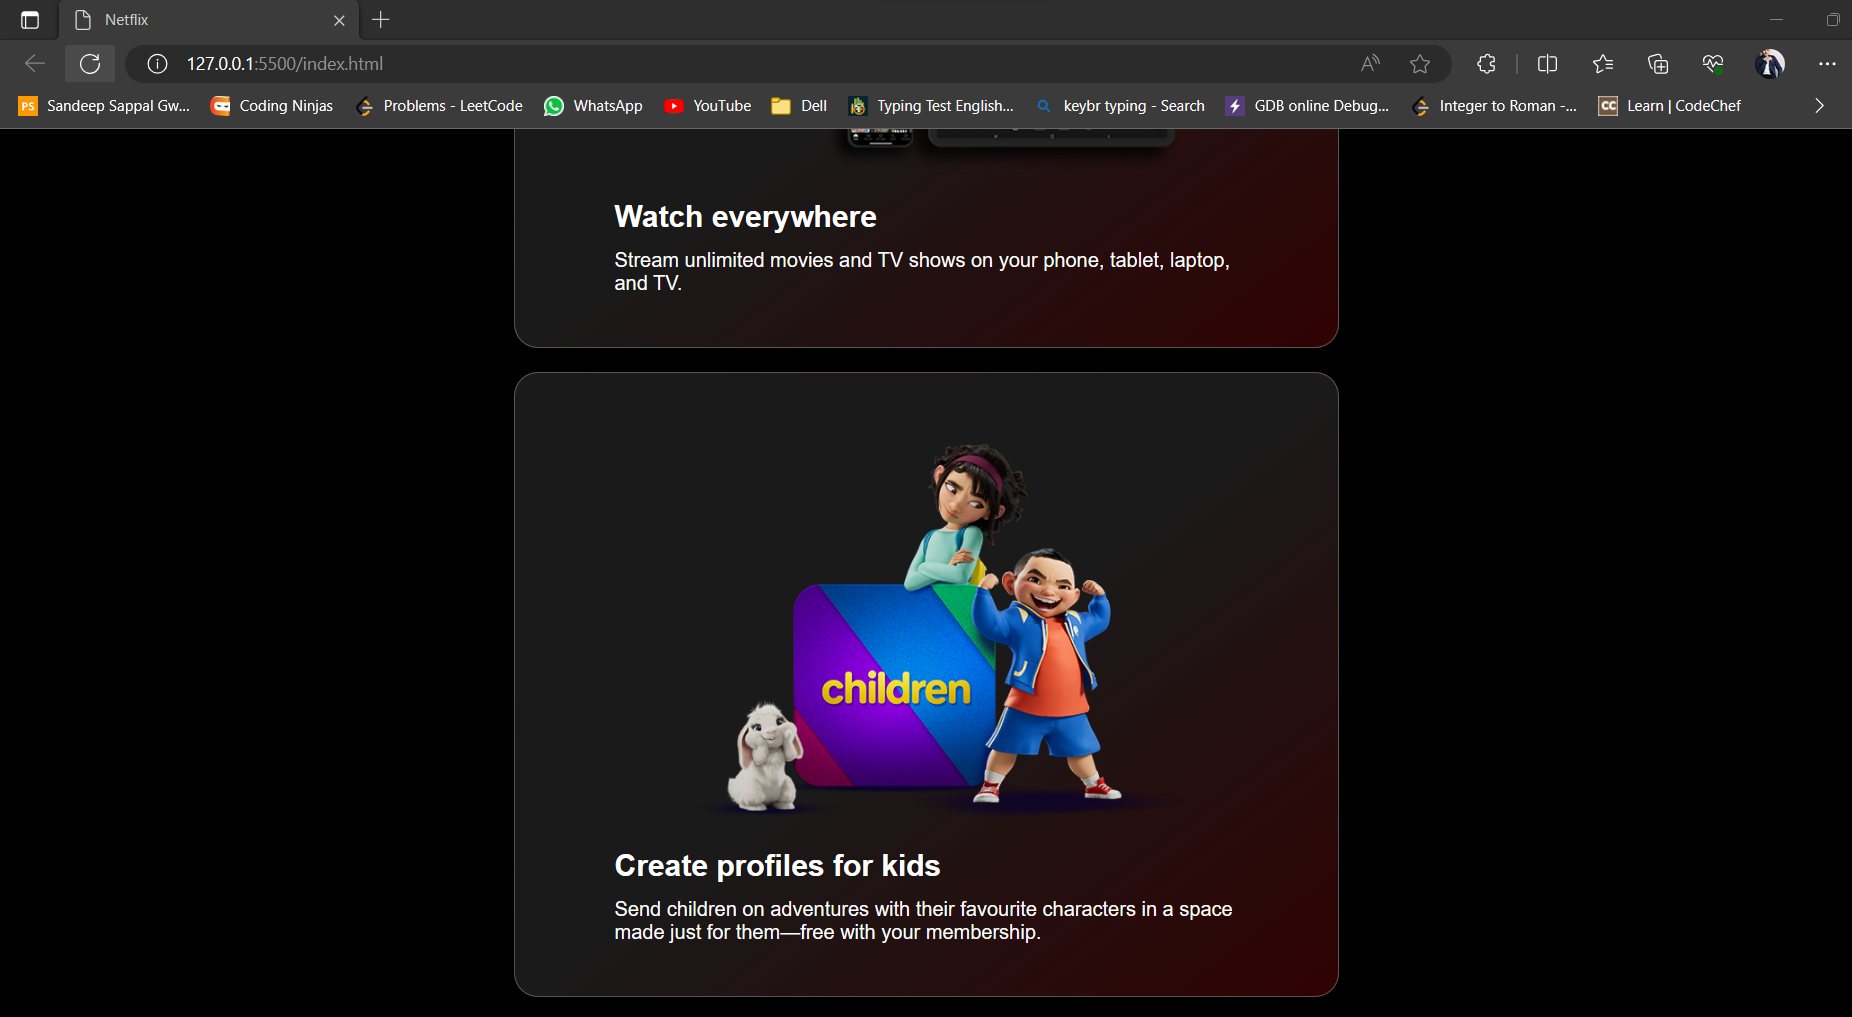 Netflix
127.0.0.1:5500/index.html
Sandeep Sappal Gw... Coding Ninjas Problems - LeetCode WhatsApp YouTube Dell Typing Test English... keybr typing - Search GDB online Debug... Integer to Roman -... Learn | CodeChef
Watch everywhere
Stream unlimited movies and TV shows on your phone, tablet, laptop,
and TV.
children
Create profiles for kids
Send children on adventures with their favourite characters in a space
made just for them—free with your membership.